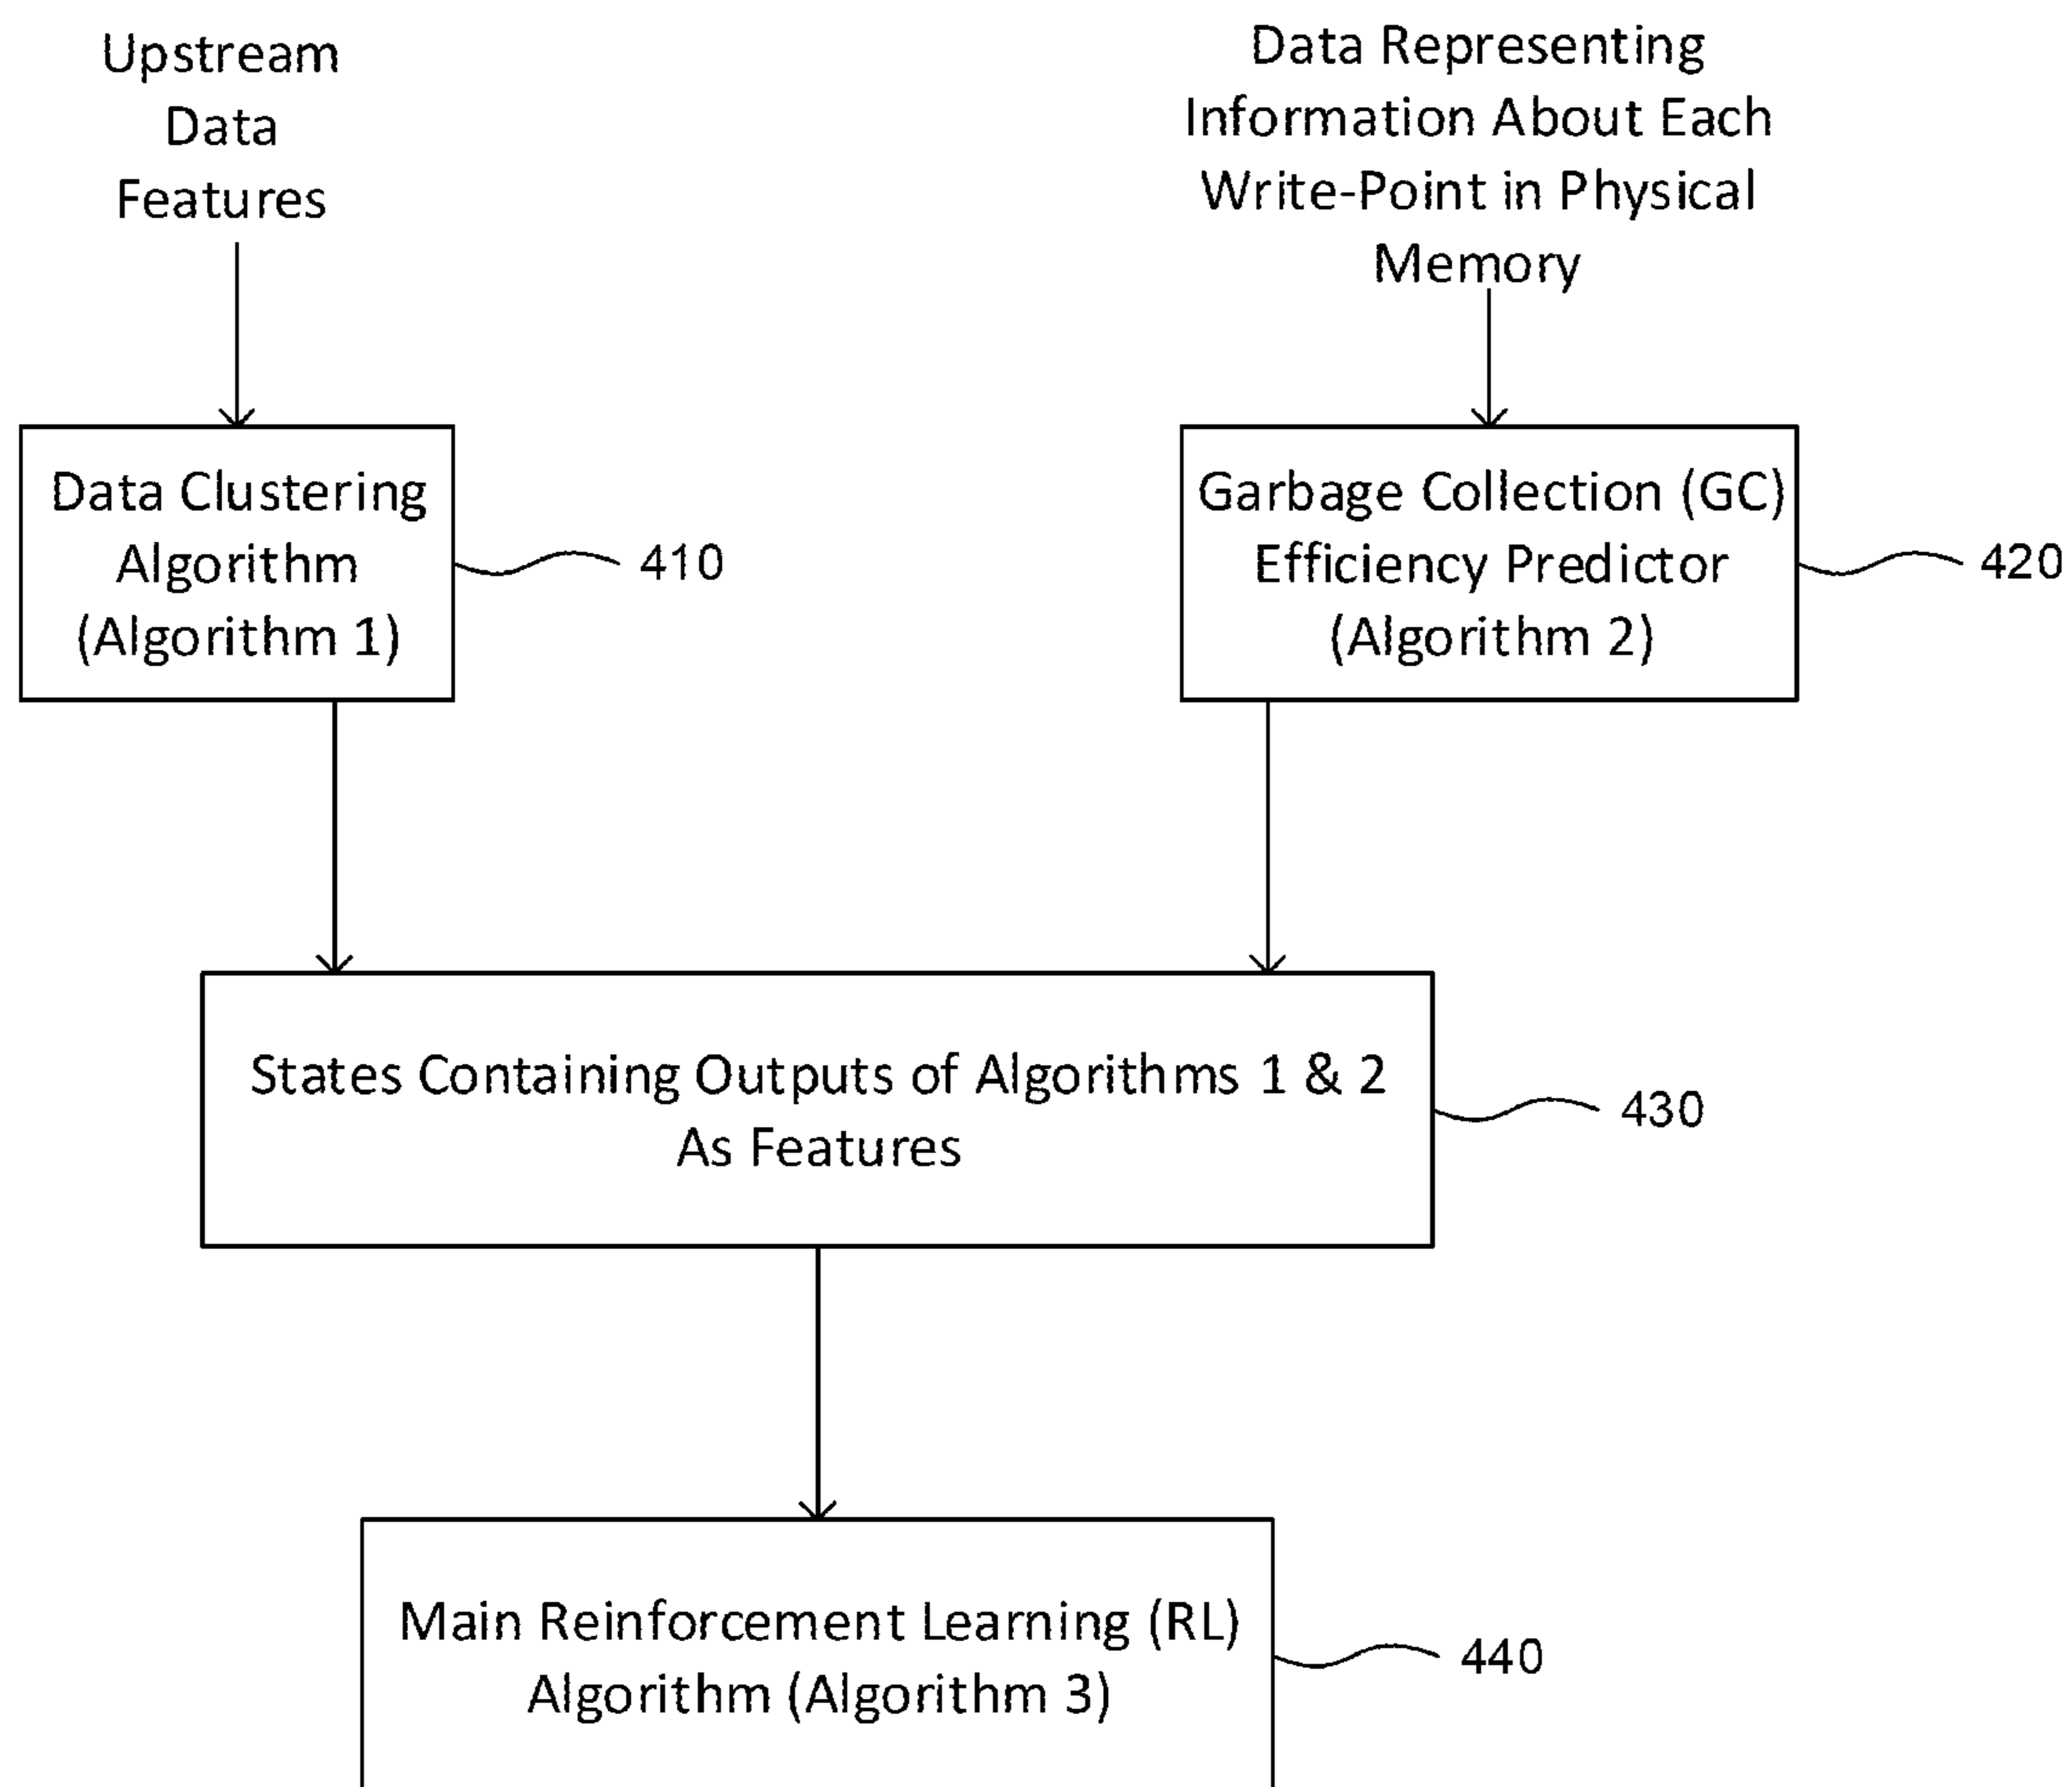 Upstream
Data
Features
Data Representing
Information About Each
Write-Point in Physical
Memory
Data Clustering
Algorithm
(Algorithm 1)
410
Garbage Collection (GC)
Efficiency Predictor
(Algorithm 2)
420
States Containing Outputs of Algorithms 1 & 2
As Features
430
Main Reinforcement Learning (RL)
Algorithm (Algorithm 3)
440